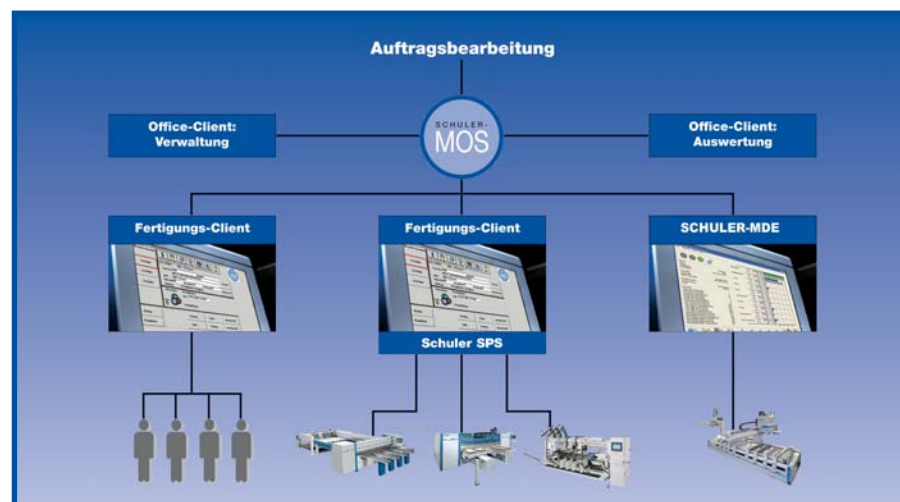 Auftragsbearbeitung
Office-Client:
Verwaltung
SCHULER-
MOS
Office-Client:
Auswertung
Fertigungs-Client
Fertigungs-Client
SCHULER-MDE
Schuler SPS